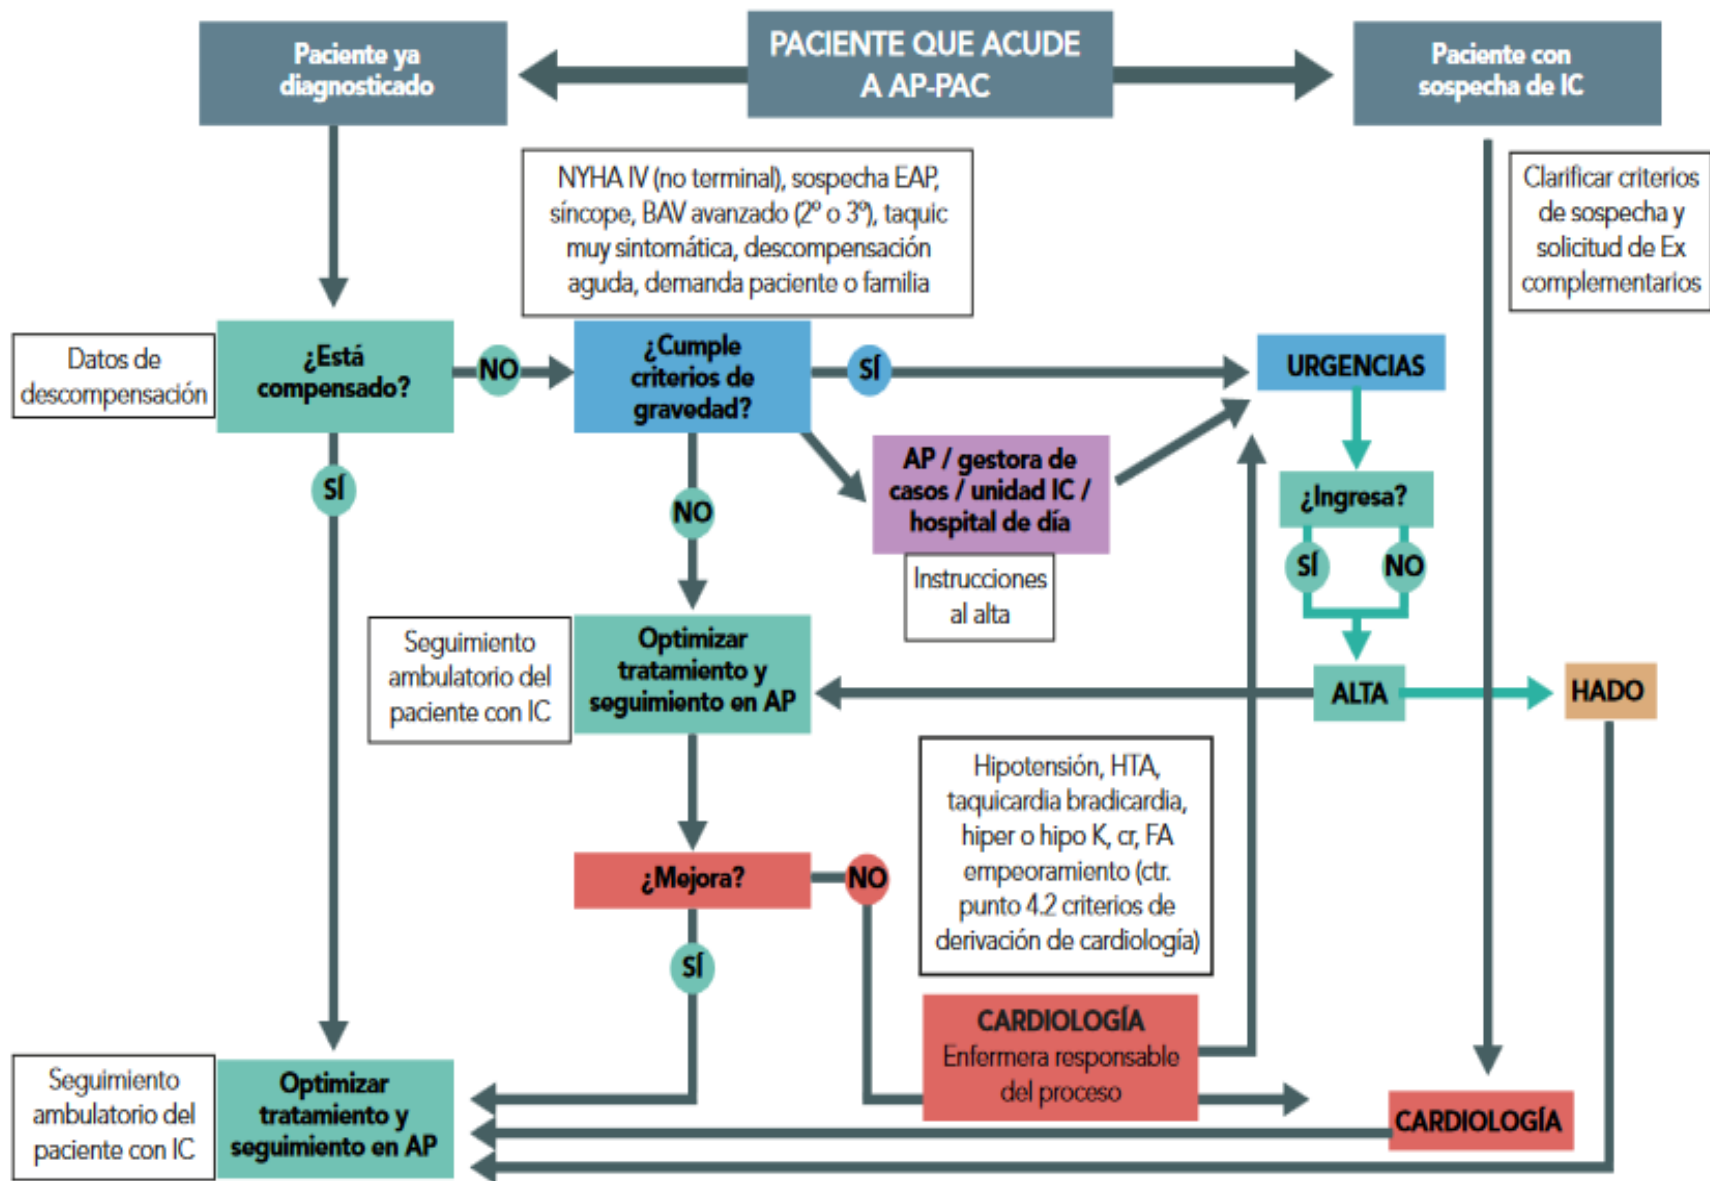 PACIENTE QUE ACUDE
A AP-PAC
Paciente ya
diagnosticado
Paciente con
sospecha de IC
NYHA IV (no terminal), sospecha EAP,
síncope, BAV avanzado (2º o 3º), taquic
muy sintomática, descompensación
aguda, demanda paciente o familia
Clarificar criterios
de sospecha y
solicitud de Ex
complementarios
Datos de
descompensación
¿Está
compensado?
NO
¿Cumple
criterios de
gravedad?
SÍ
URGENCIAS
AP / gestora de
casos / unidad IC /
hospital de día
Instrucciones
al alta
¿Ingresa?
SÍ
NO
SÍ
NO
Seguimiento
ambulatorio del
paciente con IC
Optimizar
tratamiento y
seguimiento en AP
ALTA
HADO
Hipotensión, HTA,
taquicardia bradicardia,
hiper o hipo K, cr, FA
empeoramiento (ctr.
punto 4.2 criterios de
derivación de cardiología)
¿Mejora?
NO
SÍ
CARDIOLOGÍA
Enfermera responsable
del proceso
CARDIOLOGÍA
Seguimiento
ambulatorio del
paciente con IC
Optimizar
tratamiento y
seguimiento en AP